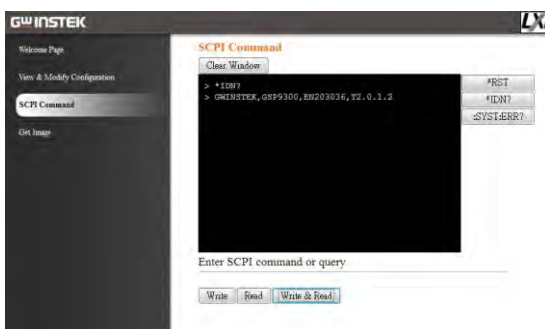 GWINSTEK
LXI
Welcome Page
View & Modify Configuration
SCPI Command
Get Image
SCPI Command
Clear Window
> *IDN?
> GWINSTEK,GSP9300,EN203036,T2.0.1.2
*RST
*IDN?
:SYST:ERR?
Enter SCPI command or query
Write Read Write & Read